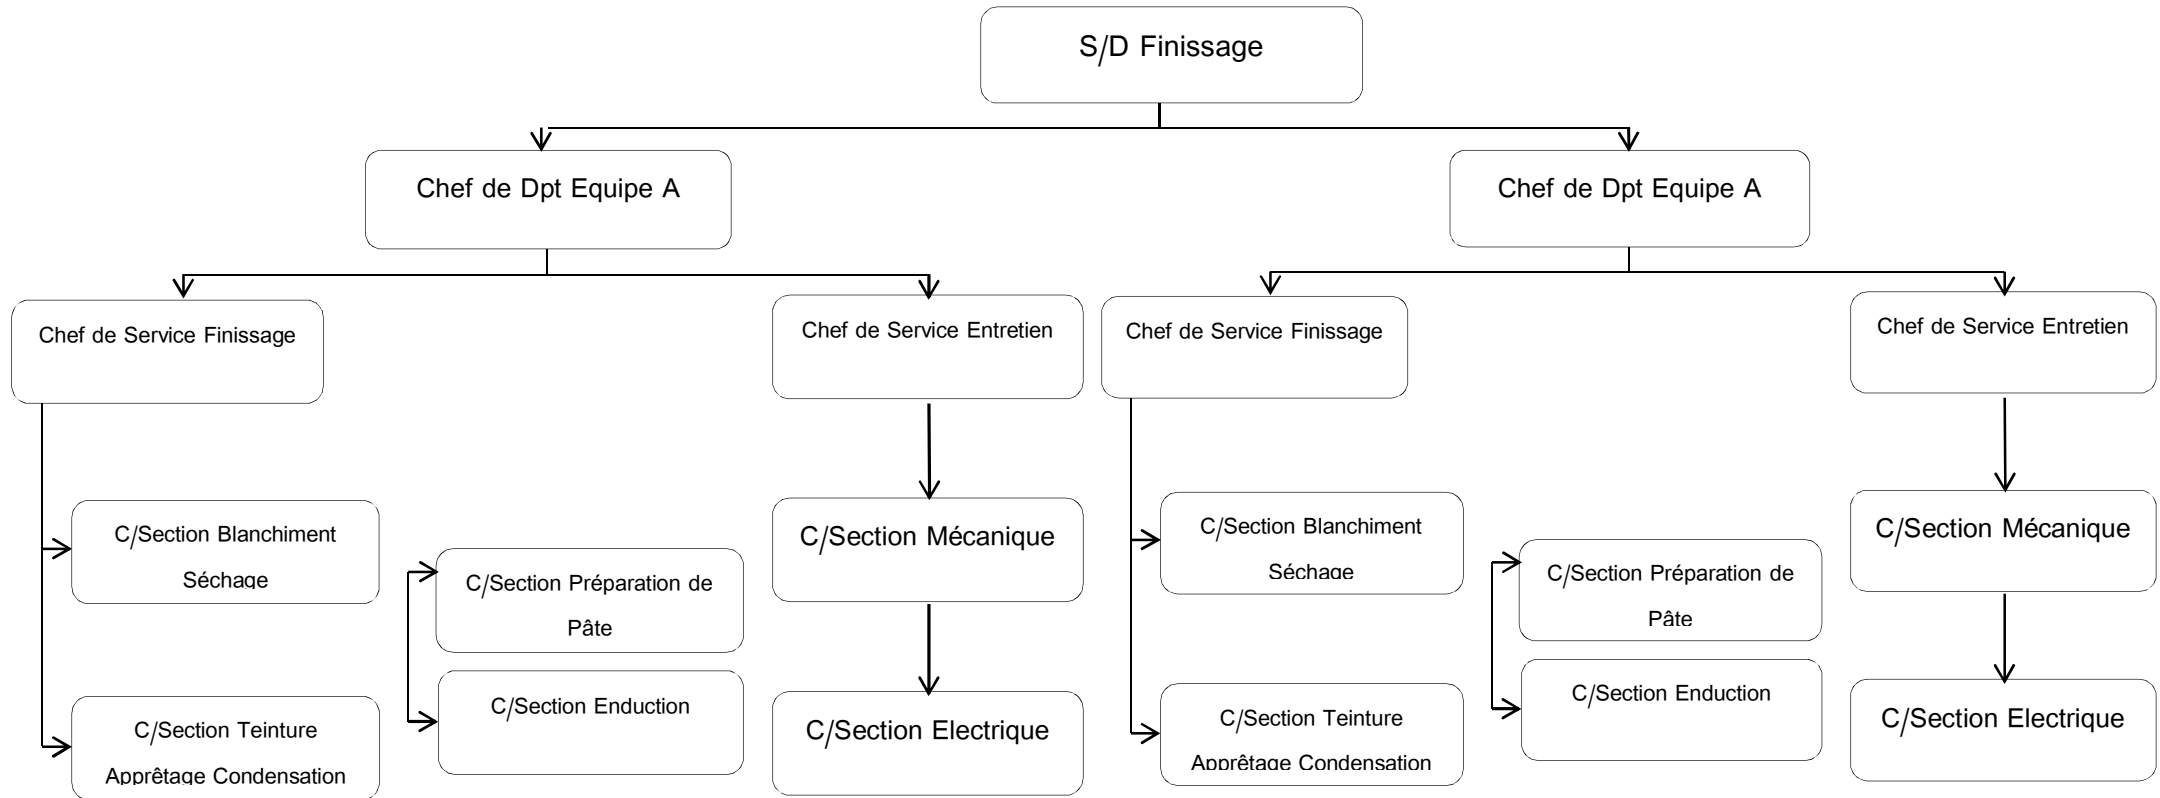 S/D Finissage
Chef de Dpt Equipe A
Chef de Dpt Equipe A
Chef de Service Finissage
Chef de Service Entretien
Chef de Service Finissage
Chef de Service Entretien
C/Section Blanchiment
Séchage
C/Section Préparation de
Pâte
C/Section Mécanique
C/Section Blanchiment
Séchage
C/Section Préparation de
Pâte
C/Section Mécanique
C/Section Teinture
Apprêtage Condensation
C/Section Enduction
C/Section Electrique
C/Section Teinture
Apprêtage Condensation
C/Section Enduction
C/Section Electrique